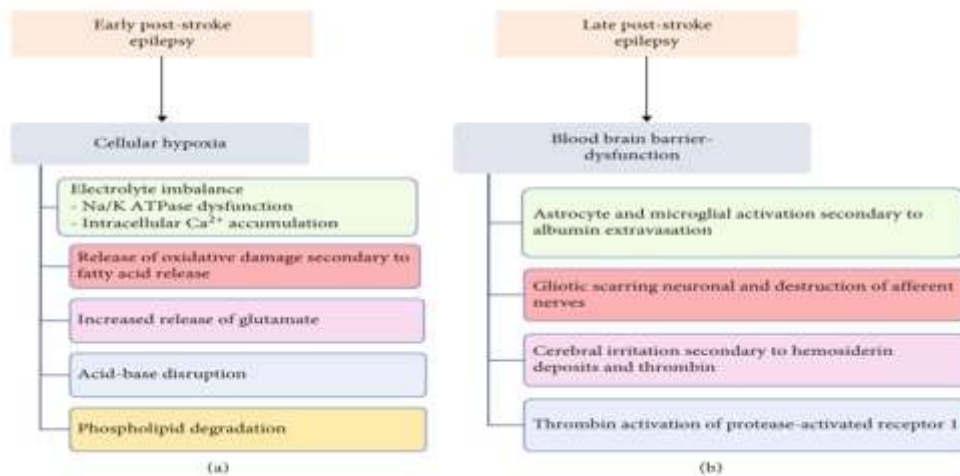 Early post-stroke
epilepsy
Cellular hypoxia
Electrolyte imbalance
- Na/K ATPase dysfunction
- Intracellular Ca²⁺ accumulation
Release of oxidative damage secondary to
fatty acid release
Increased release of glutamate
Acid-base disruption
Phospholipid degradation
(a)
Late post-stroke
epilepsy
Blood brain barrier-
dysfunction
Astrocyte and microglial activation secondary to
albumin extravasation
Gliotic scarring neuronal and destruction of afferent
nerves
Cerebral irritation secondary to hemosiderin
deposits and thrombin
Thrombin activation of protease-activated receptor 1
(b)